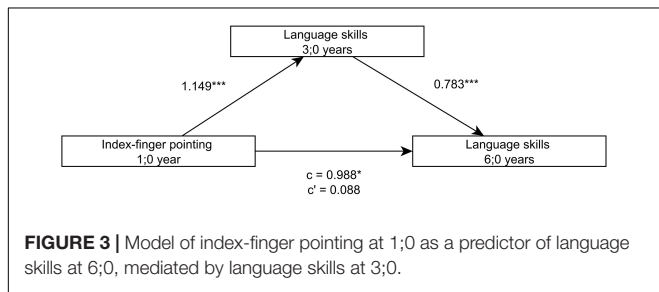 Language skills
3;0 years
1.149***
0.783***
Index-finger pointing
1;0 year
Language skills
6;0 years
c = 0.988*
c' = 0.088
FIGURE 3 | Model of index-finger pointing at 1;0 as a predictor of language
skills at 6;0, mediated by language skills at 3;0.